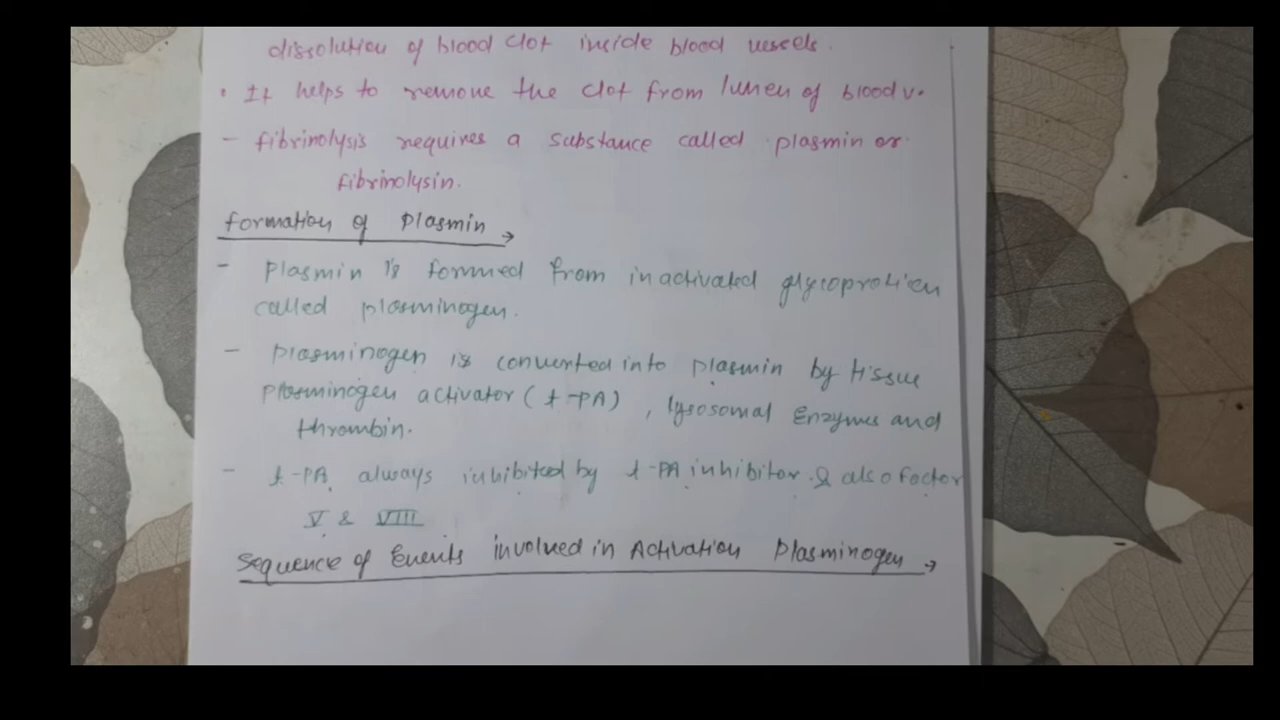 dissolution of blood clot inside blood vessels.
• It helps to remove the clot from lumen of blood v.
- fibrinolysis requires a substance called plasmin or
fibrinolysin.
formation of plasmin →
- plasmin is formed from inactivated glycoprotien
called plasminogen.
- plasminogen is converted into plasmin by tissue
plasminogen activator (t-PA), lysosomal Enzymes and
thrombin.
- t-PA always inhibited by t-PA inhibitor & also factor
V & VIII
Sequence of Events involved in Activation Plasminogen →